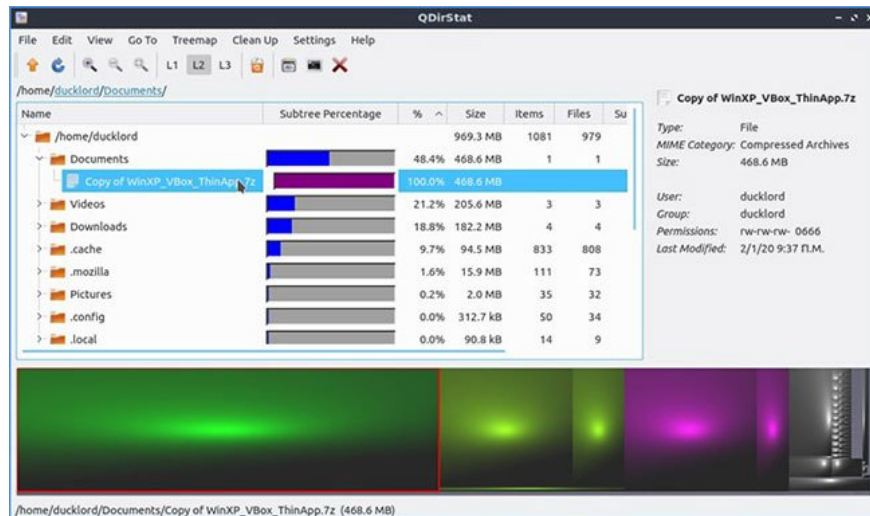 QDirStat
File Edit View Go To Treemap Clean Up Settings Help
L1 L2 L3
/home/ducklord/Documents/
Name Subtree Percentage % Size Items Files Su
/home/ducklord 969.3 MB 1081 979
Documents 48.4% 468.6 MB 1 1
Copy of WinXP_VBox_ThinApp.7z 100.0% 468.6 MB
Videos 21.2% 205.6 MB 3 3
Downloads 18.8% 182.2 MB 4 4
.cache 9.7% 94.5 MB 833 808
.mozilla 1.6% 15.9 MB 111 73
Pictures 0.2% 2.0 MB 35 32
.config 0.0% 312.7 kB 50 34
.local 0.0% 90.8 kB 14 9
Copy of WinXP_VBox_ThinApp.7z
Type: File
MIME Category: Compressed Archives
Size: 468.6 MB
User: ducklord
Group: ducklord
Permissions: rw-rw-rw- 0666
Last Modified: 2/1/20 9:37 π.μ.
/home/ducklord/Documents/Copy of WinXP_VBox_ThinApp.7z (468.6 MB)